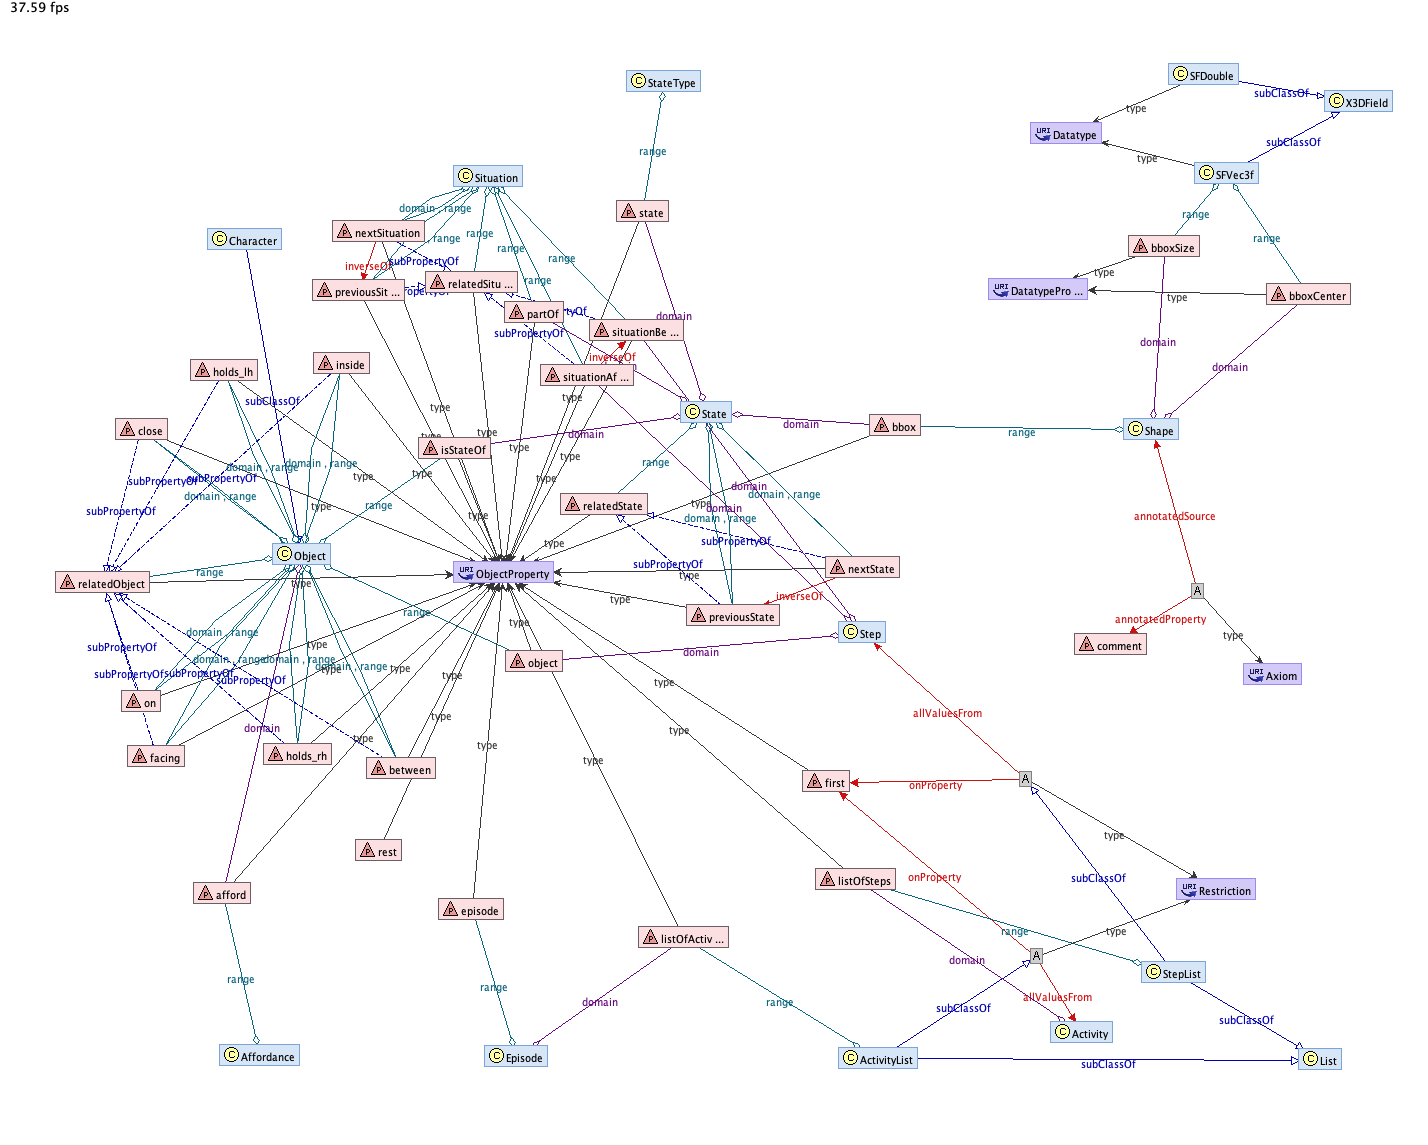 37.59 fps
C SFDouble
C StateType
subClassOf
C X3DField
type
URI Datatype
range
type
subClassOf
C Situation
C SFVec3f
domain , range
P state
range
P nextSituation
range
range
C Character
P bboxSize
range
range
subPropertyOf
range
inverseOf
type
P relatedSitu ...
P previousSit ...
URI DatatypePro ...
P bboxCenter
type
P partOf
domain
P situationBe ...
subPropertyOf
domain
inverseOf
P inside
P holds_lh
domain
P situationAf ...
subClassOf
type
type
C State
P close
P bbox
domain
C Shape
type
domain
range
type
P isStateOf
range
domain , range
type
type
type
subPropertyOf
domain
domain , range
domain , range
P relatedState
type
range
type
type
domain
subPropertyOf
type
annotatedSource
domain , range
subPropertyOf
type
C Object
subPropertyOf
P nextState
range
URI ObjectProperty
type
P relatedObject
type
A
inverseOf
type
range
P previousState
annotatedProperty
type
domain , range
C Step
type
type
P comment
subPropertyOf
domain
P object
domain , range
domain , range
domain , range
type
type
subPropertyOf
subPropertyOf
subPropertyOf
type
URI Axiom
P on
allValuesFrom
type
domain
type
type
type
P facing
P holds_rh
type
P between
A
P first
onProperty
type
P rest
onProperty
subClassOf
P listOfSteps
URI Restriction
P afford
P episode
range
type
P listOfActiv ...
A
domain
C StepList
range
range
domain
range
allValuesFrom
subClassOf
subClassOf
C Activity
C Affordance
C Episode
C ActivityList
subClassOf
C List